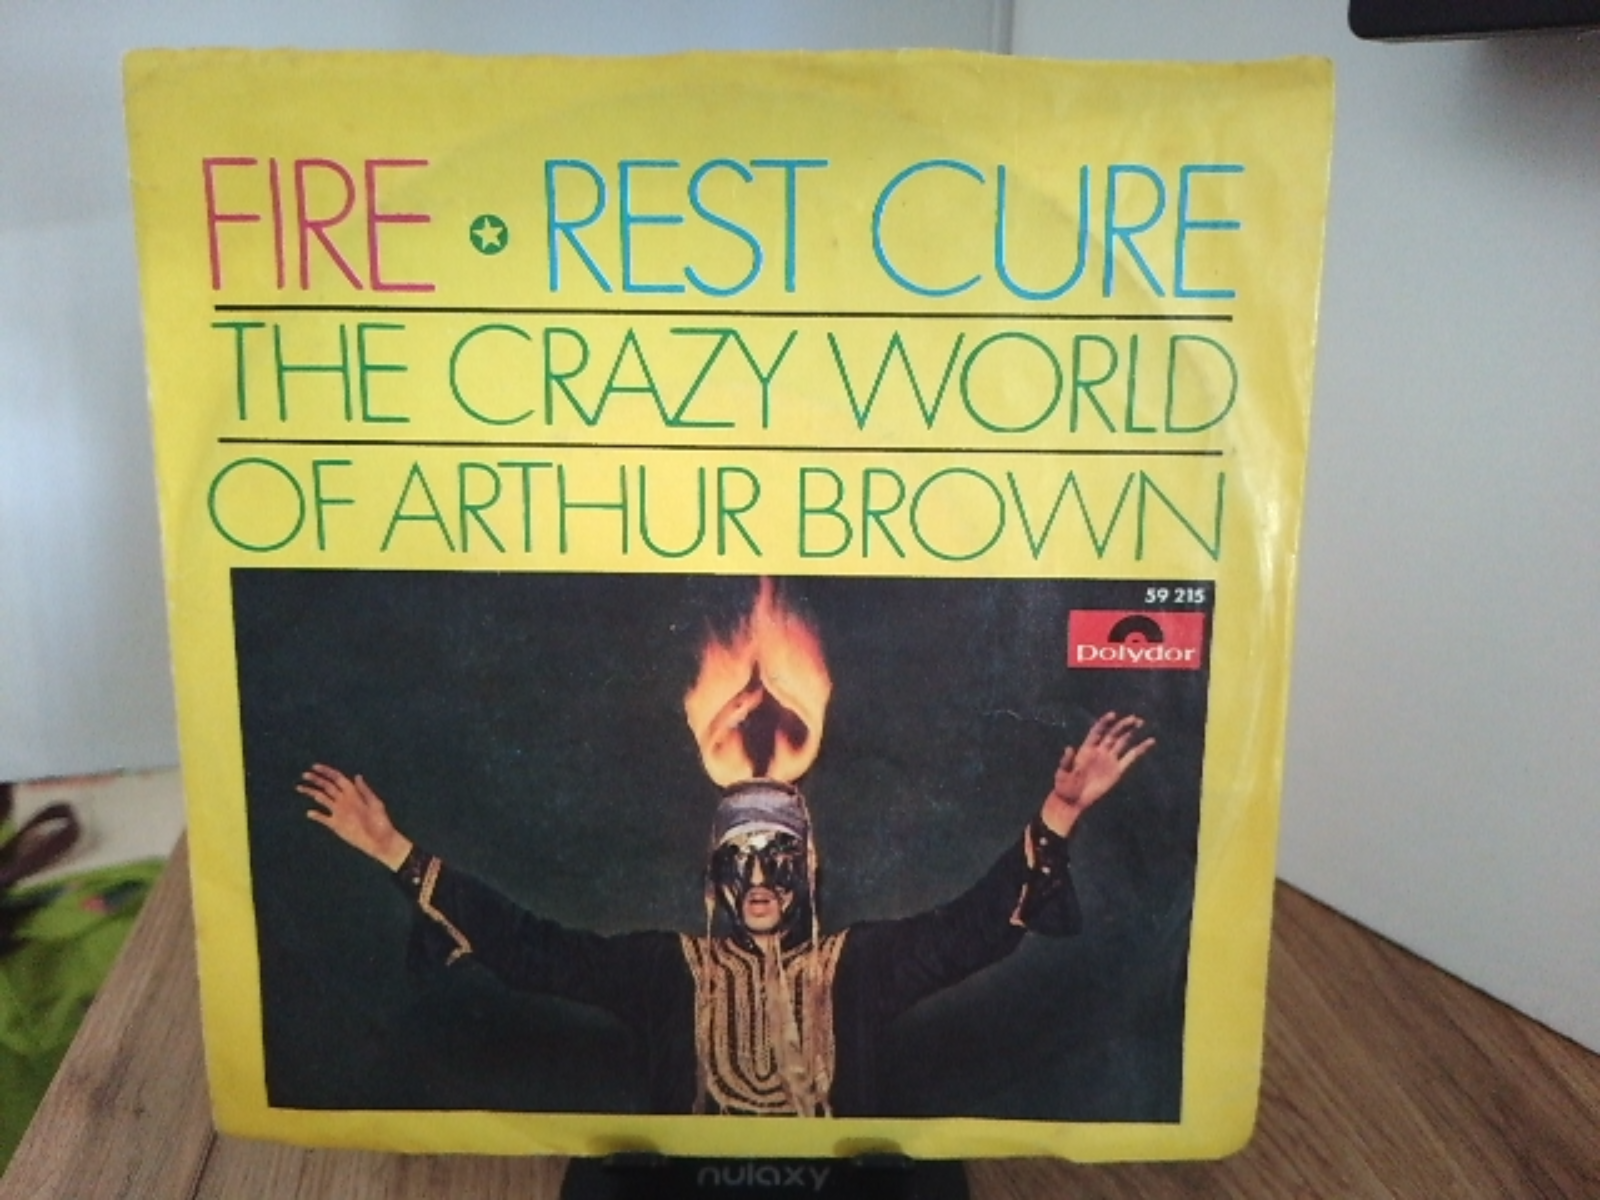 FIRE ✪ REST CURE
THE CRAZY WORLD
OF ARTHUR BROWN
59 215
Polydor
nulaxy